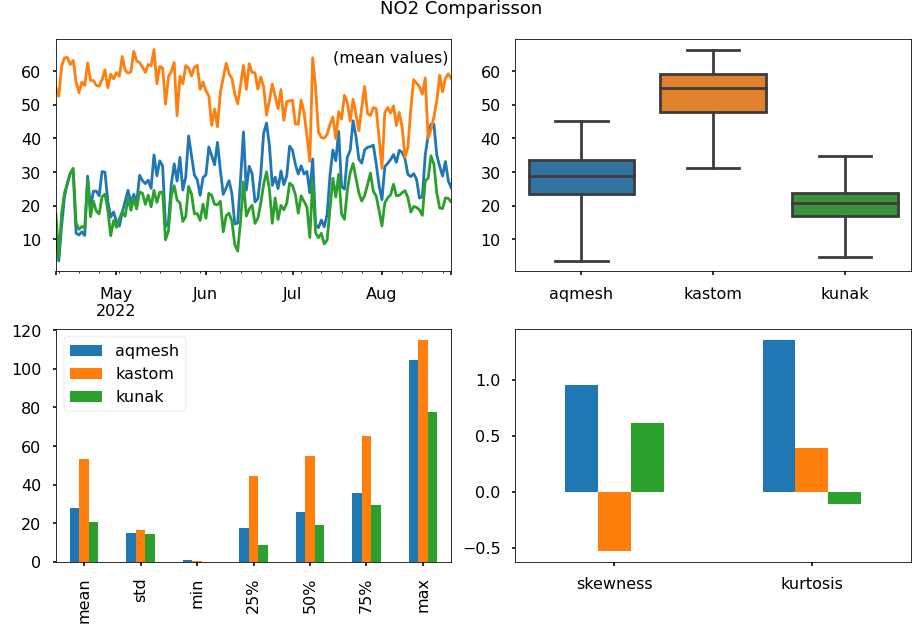 NO2 Comparisson
(mean values)
60
50
40
30
20
10
May
2022
Jun
Jul
Aug
60
50
40
30
20
10
aqmesh
kastom
kunak
120
100
80
60
40
20
0
aqmesh
kastom
kunak
mean
std
min
25%
50%
75%
max
1.0
0.5
0.0
−0.5
skewness
kurtosis